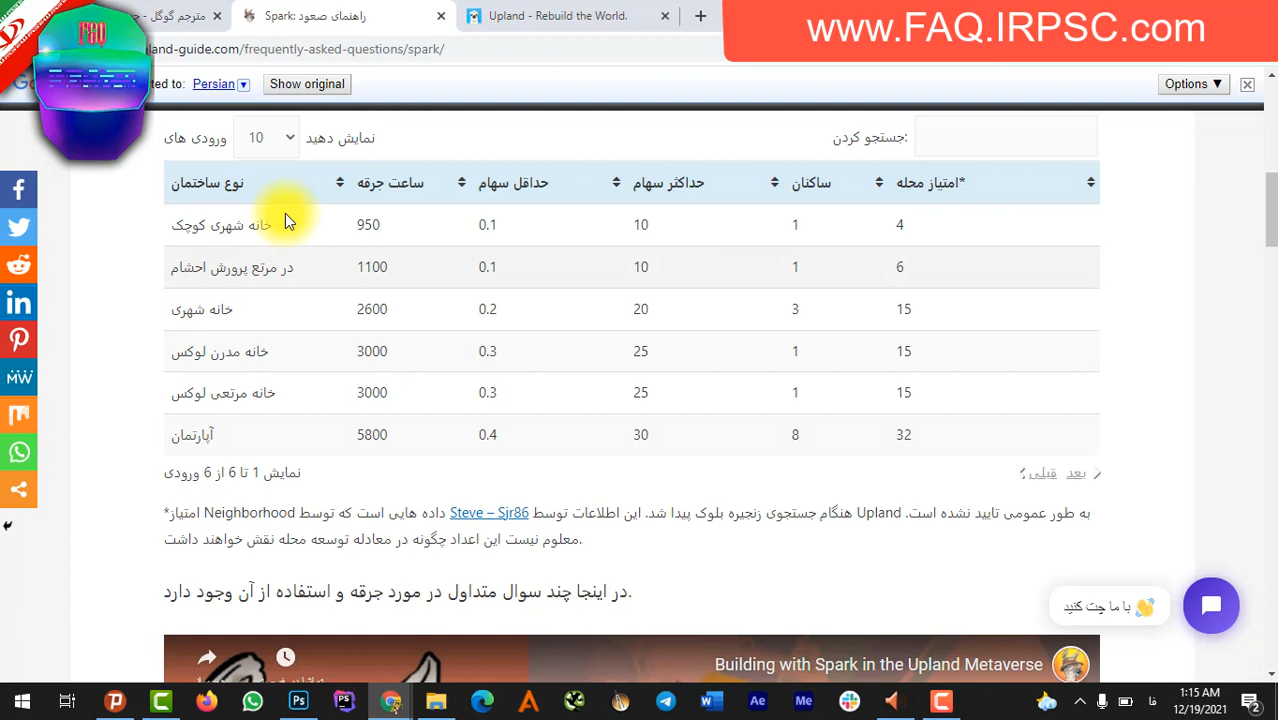 مترجم گوگل - ج
Spark: راهنمای صعود
Upland - Rebuild the World.
www.FAQ.IRPSC.com
FAQ
pland-guide.com/frequently-asked-questions/spark/
ted to: Persian
Show original
Options ▼
نمایش دهید 10 ورودی های
جستجو کردن:
نوع ساختمان ساعت جرقه حداقل سهام حداکثر سهام ساکنان امتیاز محله*
خانه شهری کوچک 950 0.1 10 1 4
در مرتع پرورش احشام 1100 0.1 10 1 6
خانه شهری 2600 0.2 20 3 15
خانه مدرن لوکس 3000 0.3 25 1 15
خانه مرتعی لوکس 3000 0.3 25 1 15
آپارتمان 5800 0.4 30 8 32
نمایش 1 تا 6 از 6 ورودی
قبلی بعد
*امتیاز Neighborhood داده هایی است که توسط Steve – Sjr86 هنگام جستجوی زنجیره بلوک پیدا شد. این اطلاعات توسط Upland به طور عمومی تایید نشده است.
معلوم نیست این اعداد چگونه در معادله توسعه محله نقش خواهند داشت.
در اینجا چند سوال متداول در مورد جرقه و استفاده از آن وجود دارد.
با ما چت کنید
Building with Spark in the Upland Metaverse
MW
1:15 AM
فا
12/19/2021
2